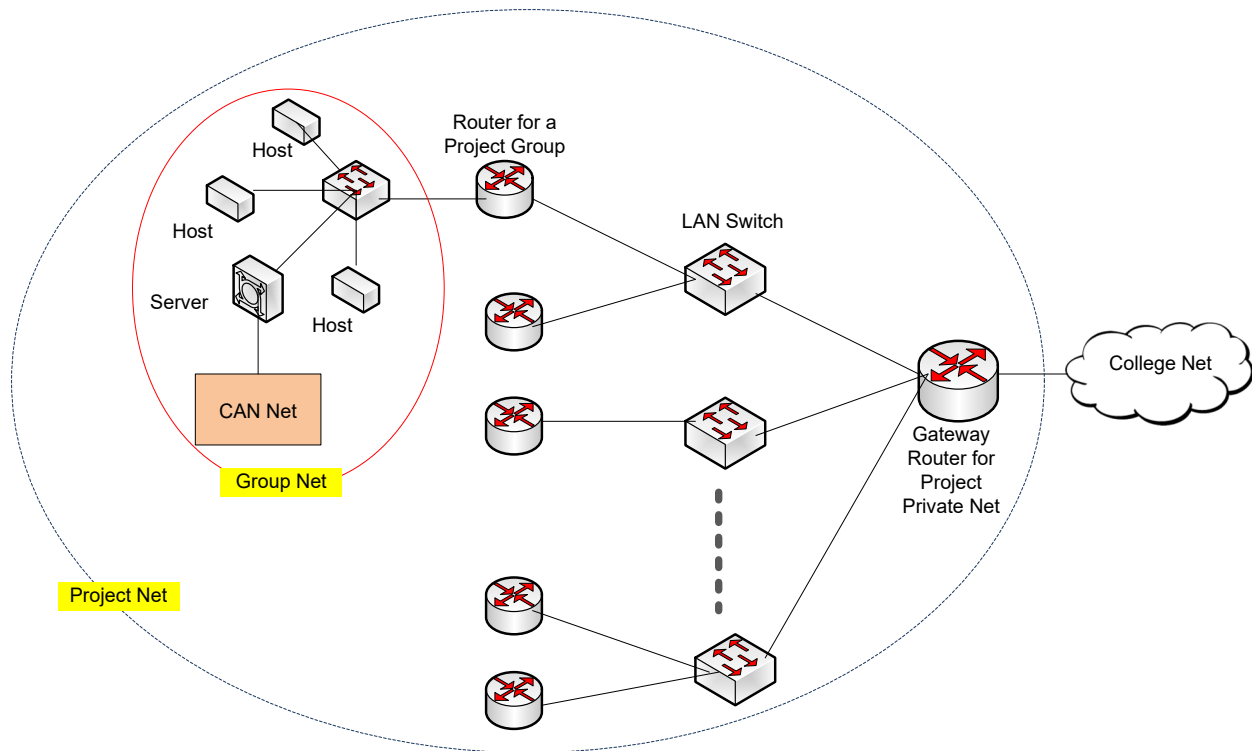 Router for a
Project Group
Host
LAN Switch
Host
Server
Host
College Net
CAN Net
Gateway
Router for
Project
Private Net
Group Net
Project Net